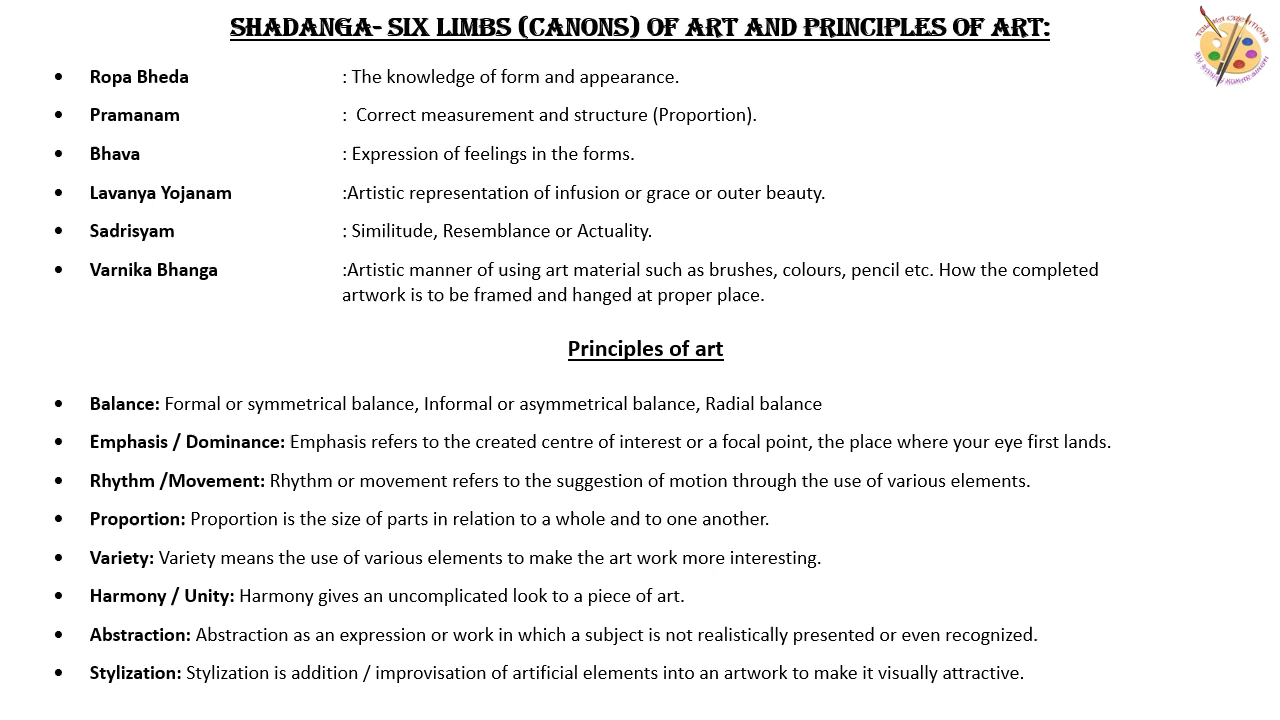 SHADANGA- SIX LIMBS (CANONS) OF ART AND PRINCIPLES OF ART:
• Ropa Bheda : The knowledge of form and appearance.
• Pramanam : Correct measurement and structure (Proportion).
• Bhava : Expression of feelings in the forms.
• Lavanya Yojanam :Artistic representation of infusion or grace or outer beauty.
• Sadrisyam : Similitude, Resemblance or Actuality.
• Varnika Bhanga :Artistic manner of using art material such as brushes, colours, pencil etc. How the completed
artwork is to be framed and hanged at proper place.
Principles of art
• Balance: Formal or symmetrical balance, Informal or asymmetrical balance, Radial balance
• Emphasis / Dominance: Emphasis refers to the created centre of interest or a focal point, the place where your eye first lands.
• Rhythm /Movement: Rhythm or movement refers to the suggestion of motion through the use of various elements.
• Proportion: Proportion is the size of parts in relation to a whole and to one another.
• Variety: Variety means the use of various elements to make the art work more interesting.
• Harmony / Unity: Harmony gives an uncomplicated look to a piece of art.
• Abstraction: Abstraction as an expression or work in which a subject is not realistically presented or even recognized.
• Stylization: Stylization is addition / improvisation of artificial elements into an artwork to make it visually attractive.